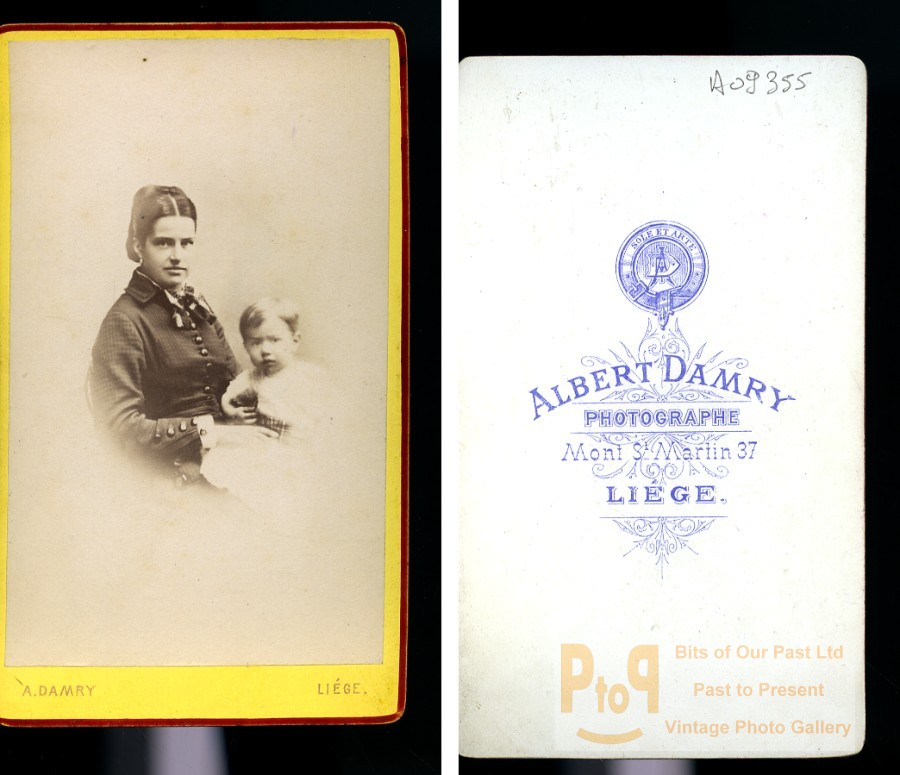 A. DAMRY LIÉGE.
A09355
SOLE ET ARTE
AD
ALBERT DAMRY
PHOTOGRAPHE
Mont St Martin 37
LIÉGE.
PtoP
Bits of Our Past Ltd
Past to Present
Vintage Photo Gallery